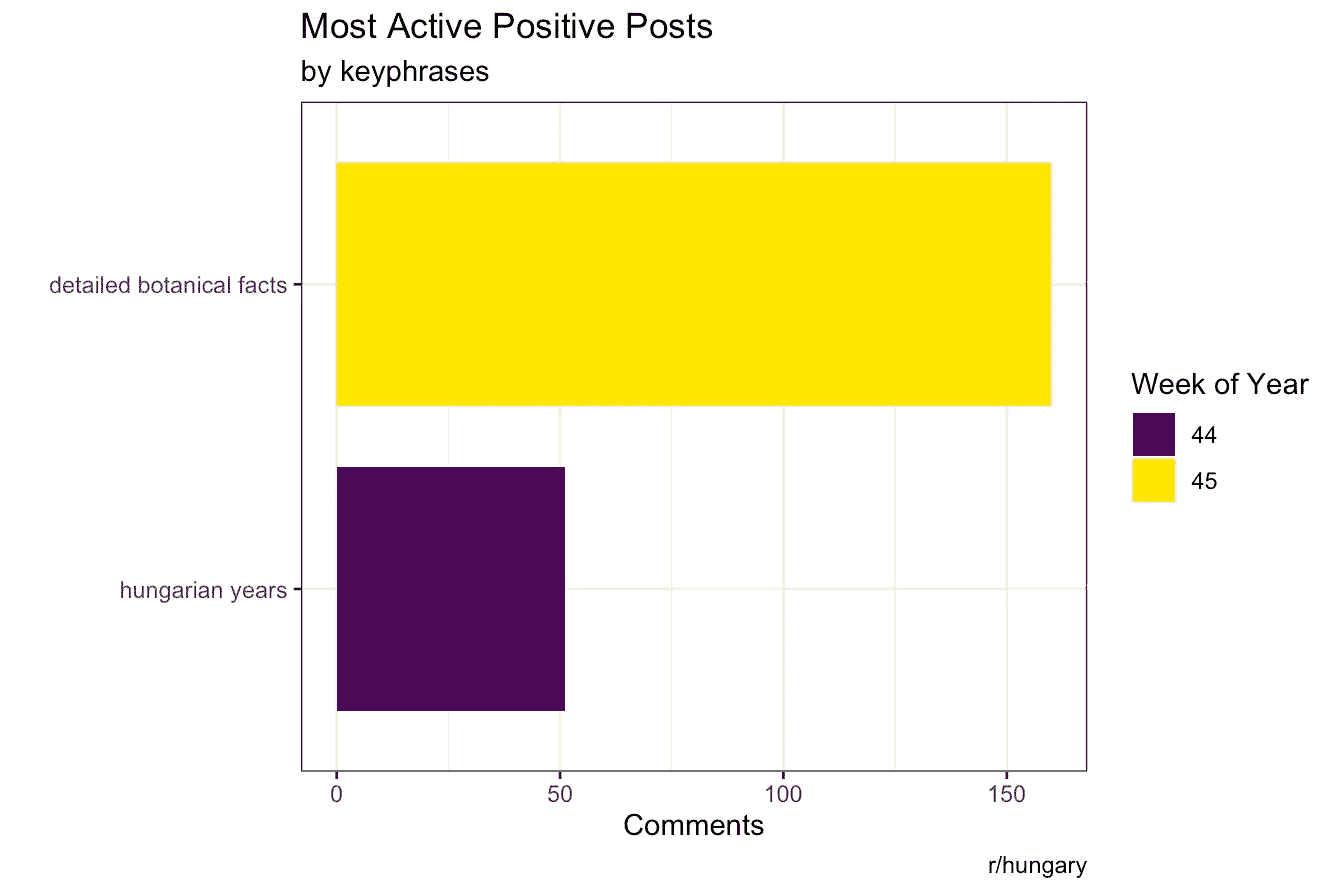 Most Active Positive Posts
by keyphrases
detailed botanical facts
hungarian years
0 50 100 150
Comments
Week of Year
44
45
r/hungary